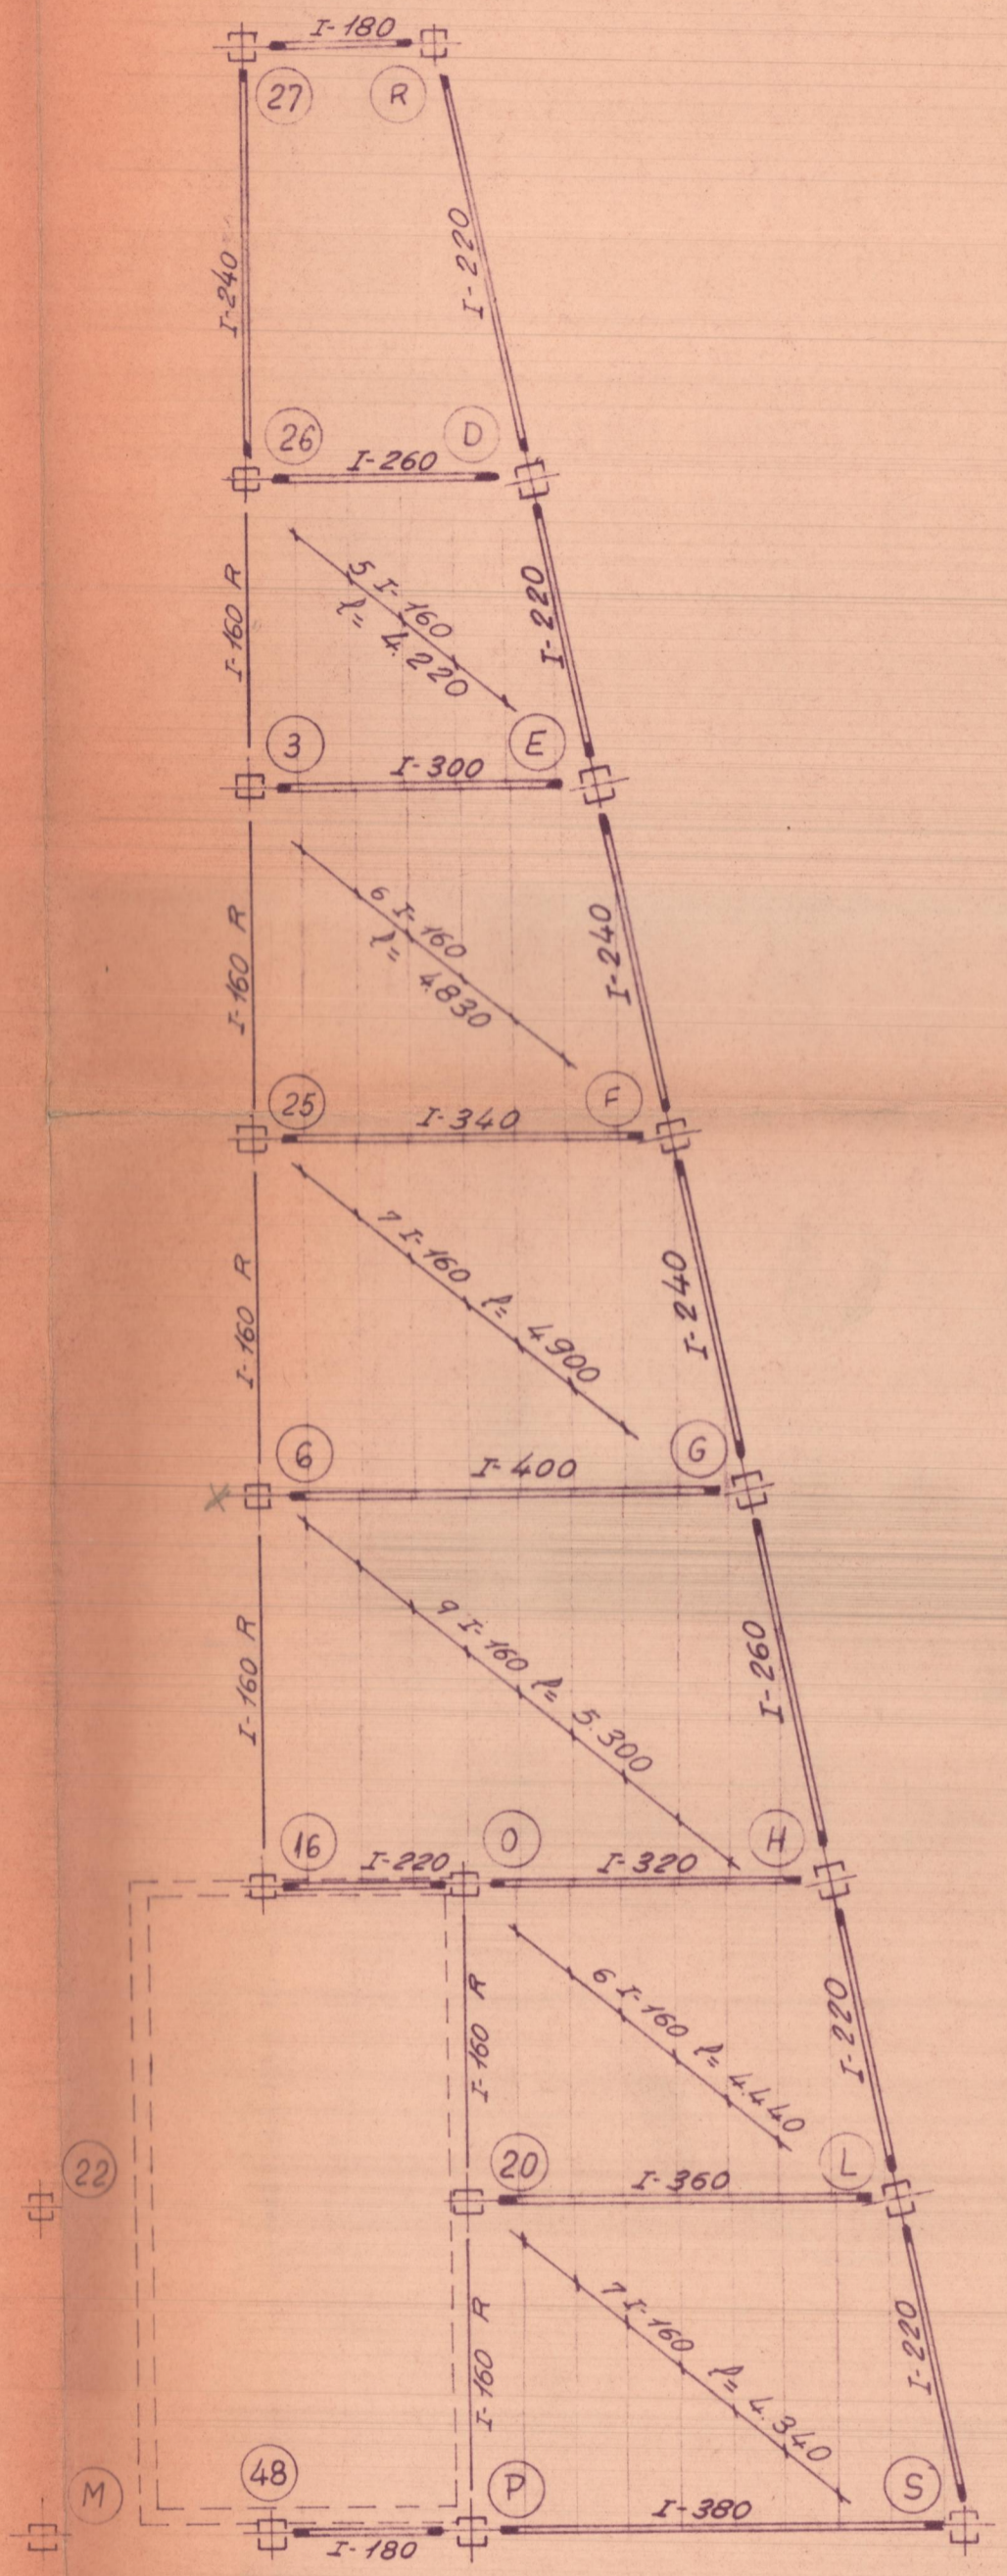 I-180
27 R
I-240
I-220
26 D
I-260
I-160 R
5 I-160
l= 4.220
I-220
3 E
I-300
I-160 R
6 I-160
l= 4.830
I-240
25 F
I-340
I-160 R
7 I-160 l= 4.900
I-240
6 G
I-400
X
I-160 R
9 I-160 l= 5.300
I-260
16 O H
I-220 I-320
I-160 R
6 I-160 l= 4.440
I-220
22 20 L
I-360
I-160 R
7 I-160 l= 4.340
I-220
M 48 P S
I-180 I-380